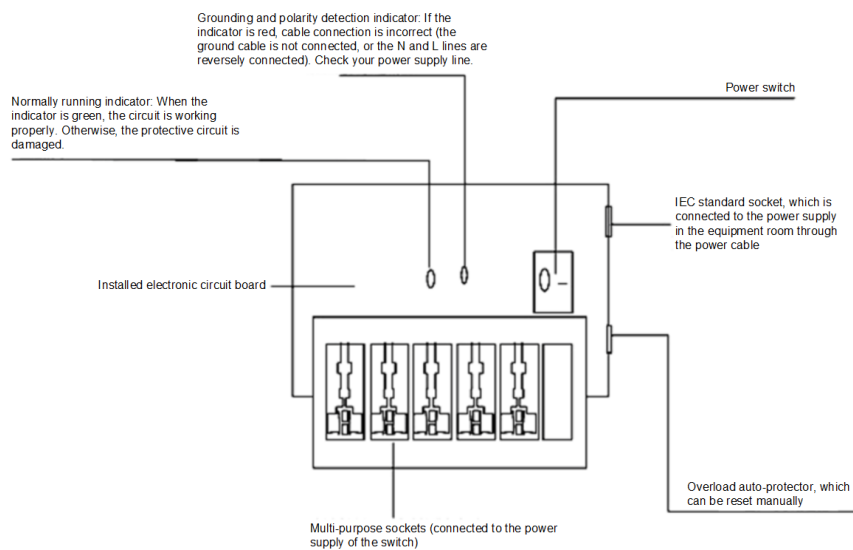 Grounding and polarity detection indicator: If the
indicator is red, cable connection is incorrect (the
ground cable is not connected, or the N and L lines are
reversely connected). Check your power supply line.
Power switch
Normally running indicator: When the
indicator is green, the circuit is working
properly. Otherwise, the protective circuit is
damaged.
IEC standard socket, which is
connected to the power supply
in the equipment room through
the power cable
Installed electronic circuit board
Overload auto-protector, which
can be reset manually
Multi-purpose sockets (connected to the power
supply of the switch)